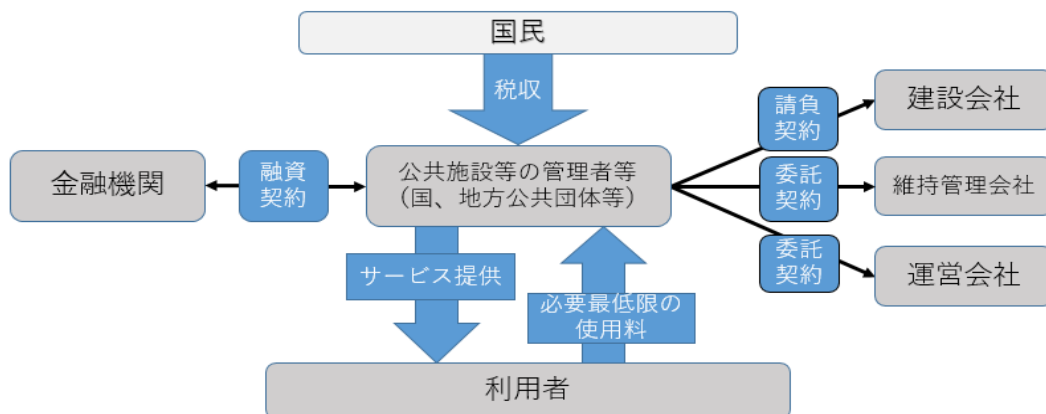 国民
税収
請負
契約
建設会社
金融機関
融資
契約
公共施設等の管理者等
（国、地方公共団体等）
委託
契約
維持管理会社
委託
契約
運営会社
サービス提供
必要最低限の
使用料
利用者